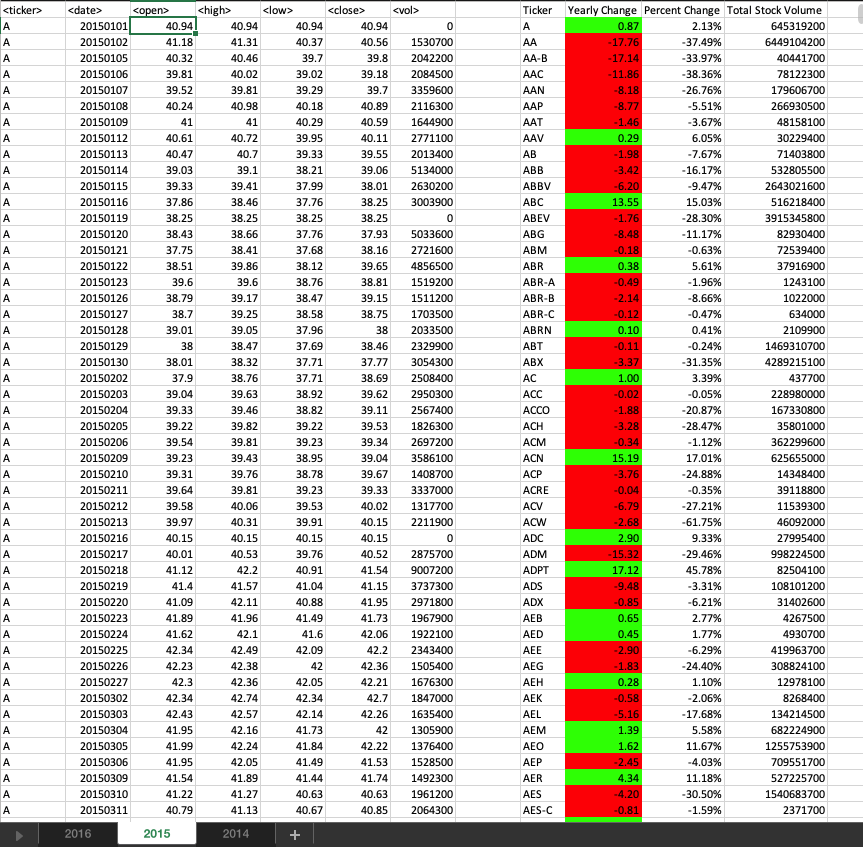 <ticker> <date> <open> <high> <low> <close> <vol> Ticker Yearly Change Percent Change Total Stock Volume
A 20150101 40.94 40.94 40.94 40.94 0 A 0.87 2.13% 645319200
A 20150102 41.18 41.31 40.37 40.56 1530700 AA -17.76 -37.49% 6449104200
A 20150105 40.32 40.46 39.7 39.8 2042200 AA-B -17.14 -33.97% 40441700
A 20150106 39.81 40.02 39.02 39.18 2084500 AAC -11.86 -38.36% 78122300
A 20150107 39.52 39.81 39.29 39.7 3359600 AAN -8.18 -26.76% 179606700
A 20150108 40.24 40.98 40.18 40.89 2116300 AAP -8.77 -5.51% 266930500
A 20150109 41 41 40.29 40.59 1644900 AAT -1.46 -3.67% 48158100
A 20150112 40.61 40.72 39.95 40.11 2771100 AAV 0.29 6.05% 30229400
A 20150113 40.47 40.7 39.33 39.55 2013400 AB -1.98 -7.67% 71403800
A 20150114 39.03 39.1 38.21 39.06 5134000 ABB -3.42 -16.17% 532805500
A 20150115 39.33 39.41 37.99 38.01 2630200 ABBV -6.20 -9.47% 2643021600
A 20150116 37.86 38.46 37.76 38.25 3003900 ABC 13.55 15.03% 516218400
A 20150119 38.25 38.25 38.25 38.25 0 ABEV -1.76 -28.30% 3915345800
A 20150120 38.43 38.66 37.76 37.93 5033600 ABG -8.48 -11.17% 82930400
A 20150121 37.75 38.41 37.68 38.16 2721600 ABM -0.18 -0.63% 72539400
A 20150122 38.51 39.86 38.12 39.65 4856500 ABR 0.38 5.61% 37916900
A 20150123 39.6 39.6 38.76 38.81 1519200 ABR-A -0.49 -1.96% 1243100
A 20150126 38.79 39.17 38.47 39.15 1511200 ABR-B -2.14 -8.66% 1022000
A 20150127 38.7 39.25 38.58 38.75 1703500 ABR-C -0.12 -0.47% 634000
A 20150128 39.01 39.05 37.96 38 2033500 ABRN 0.10 0.41% 2109900
A 20150129 38 38.47 37.69 38.46 2329900 ABT -0.11 -0.24% 1469310700
A 20150130 38.01 38.32 37.71 37.77 3054300 ABX -3.37 -31.35% 4289215100
A 20150202 37.9 38.76 37.71 38.69 2508400 AC 1.00 3.39% 437700
A 20150203 39.04 39.63 38.92 39.62 2950300 ACC -0.02 -0.05% 228980000
A 20150204 39.33 39.46 38.82 39.11 2567400 ACCO -1.88 -20.87% 167330800
A 20150205 39.22 39.82 39.22 39.53 1826300 ACH -3.28 -28.47% 35801000
A 20150206 39.54 39.81 39.23 39.34 2697200 ACM -0.34 -1.12% 362299600
A 20150209 39.23 39.43 38.95 39.04 3586100 ACN 15.19 17.01% 625655000
A 20150210 39.31 39.76 38.78 39.67 1408700 ACP -3.76 -24.88% 14348400
A 20150211 39.64 39.81 39.23 39.33 3337000 ACRE -0.04 -0.35% 39118800
A 20150212 39.58 40.06 39.53 40.02 1317700 ACV -6.79 -27.21% 11539300
A 20150213 39.97 40.31 39.91 40.15 2211900 ACW -2.68 -61.75% 46092000
A 20150216 40.15 40.15 40.15 40.15 0 ADC 2.90 9.33% 27995400
A 20150217 40.01 40.53 39.76 40.52 2875700 ADM -15.32 -29.46% 998224500
A 20150218 41.12 42.2 40.91 41.54 9007200 ADPT 17.12 45.78% 82504100
A 20150219 41.4 41.57 41.04 41.15 3737300 ADS -9.48 -3.31% 108101200
A 20150220 41.09 42.11 40.88 41.95 2971800 ADX -0.85 -6.21% 31402600
A 20150223 41.89 41.96 41.49 41.73 1967900 AEB 0.65 2.77% 4267500
A 20150224 41.62 42.1 41.6 42.06 1922100 AED 0.45 1.77% 4930700
A 20150225 42.34 42.49 42.09 42.2 2343400 AEE -2.90 -6.29% 419963700
A 20150226 42.23 42.38 42 42.36 1505400 AEG -1.83 -24.40% 308824100
A 20150227 42.3 42.36 42.05 42.21 1676300 AEH 0.28 1.10% 12978100
A 20150302 42.34 42.74 42.34 42.7 1847000 AEK -0.58 -2.06% 8268400
A 20150303 42.43 42.57 42.14 42.26 1635400 AEL -5.16 -17.68% 134214500
A 20150304 41.95 42.16 41.73 42 1305900 AEM 1.39 5.58% 682224900
A 20150305 41.99 42.24 41.84 42.22 1376400 AEO 1.62 11.67% 1255753900
A 20150306 41.95 42.05 41.49 41.53 1528500 AEP -2.45 -4.03% 709551700
A 20150309 41.54 41.89 41.44 41.74 1492300 AER 4.34 11.18% 527225700
A 20150310 41.22 41.27 40.63 40.63 1961200 AES -4.20 -30.50% 1540683700
A 20150311 40.79 41.13 40.67 40.85 2064300 AES-C -0.81 -1.59% 2371700
2016 2015 2014 +